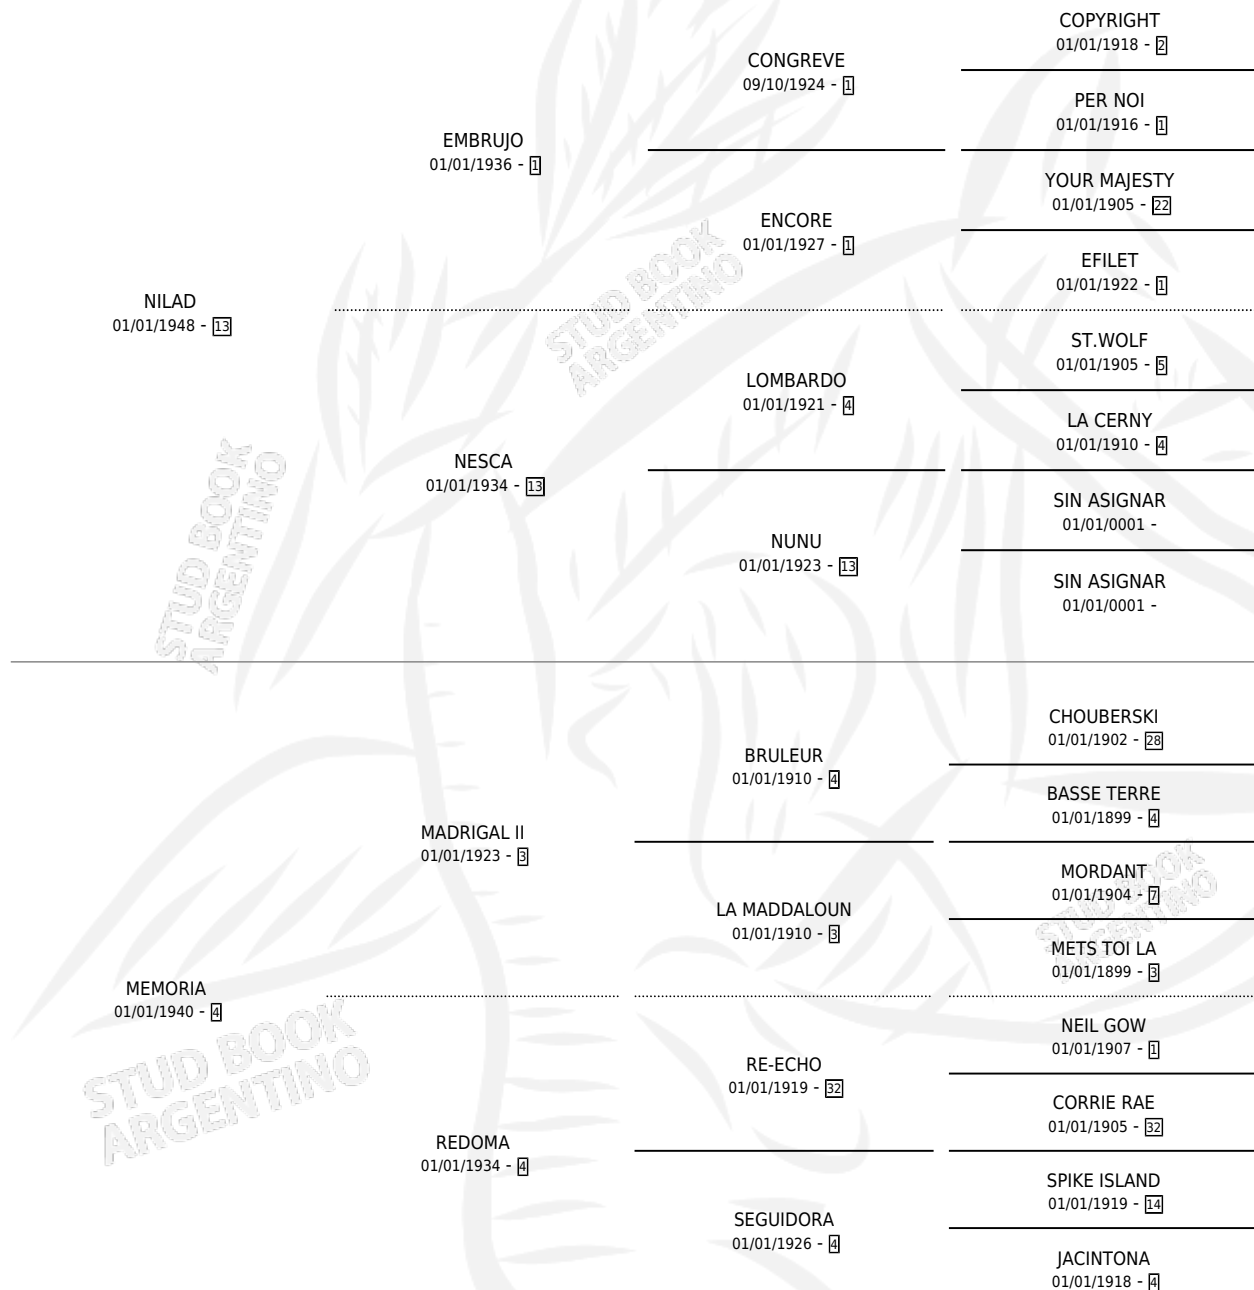 COPYRIGHT
01/01/1918 - 2
CONGREVE
09/10/1924 - 1
PER NOI
01/01/1916 - 1
EMBRUJO
01/01/1936 - 1
YOUR MAJESTY
01/01/1905 - 22
ENCORE
01/01/1927 - 1
EFILET
01/01/1922 - 1
NILAD
01/01/1948 - 13
ST.WOLF
01/01/1905 - 5
LOMBARDO
01/01/1921 - 4
LA CERNY
01/01/1910 - 4
NESCA
01/01/1934 - 13
SIN ASIGNAR
01/01/0001 -
NUNU
01/01/1923 - 13
SIN ASIGNAR
01/01/0001 -
STUD BOOK
ARGENTINO
STUD BOOK
ARGENTINO
CHOUBERSKI
01/01/1902 - 28
BRULEUR
01/01/1910 - 4
BASSE TERRE
01/01/1899 - 4
MADRIGAL II
01/01/1923 - 3
MORDANT
01/01/1904 - 7
LA MADDALOUN
01/01/1910 - 3
METS TOI LA
01/01/1899 - 3
MEMORIA
01/01/1940 - 4
NEIL GOW
01/01/1907 - 1
RE-ECHO
01/01/1919 - 32
CORRIE RAE
01/01/1905 - 32
REDOMA
01/01/1934 - 4
SPIKE ISLAND
01/01/1919 - 14
SEGUIDORA
01/01/1926 - 4
JACINTONA
01/01/1918 - 4
STUD BOOK
ARGENTINO
STUD BOOK
ARGENTINO